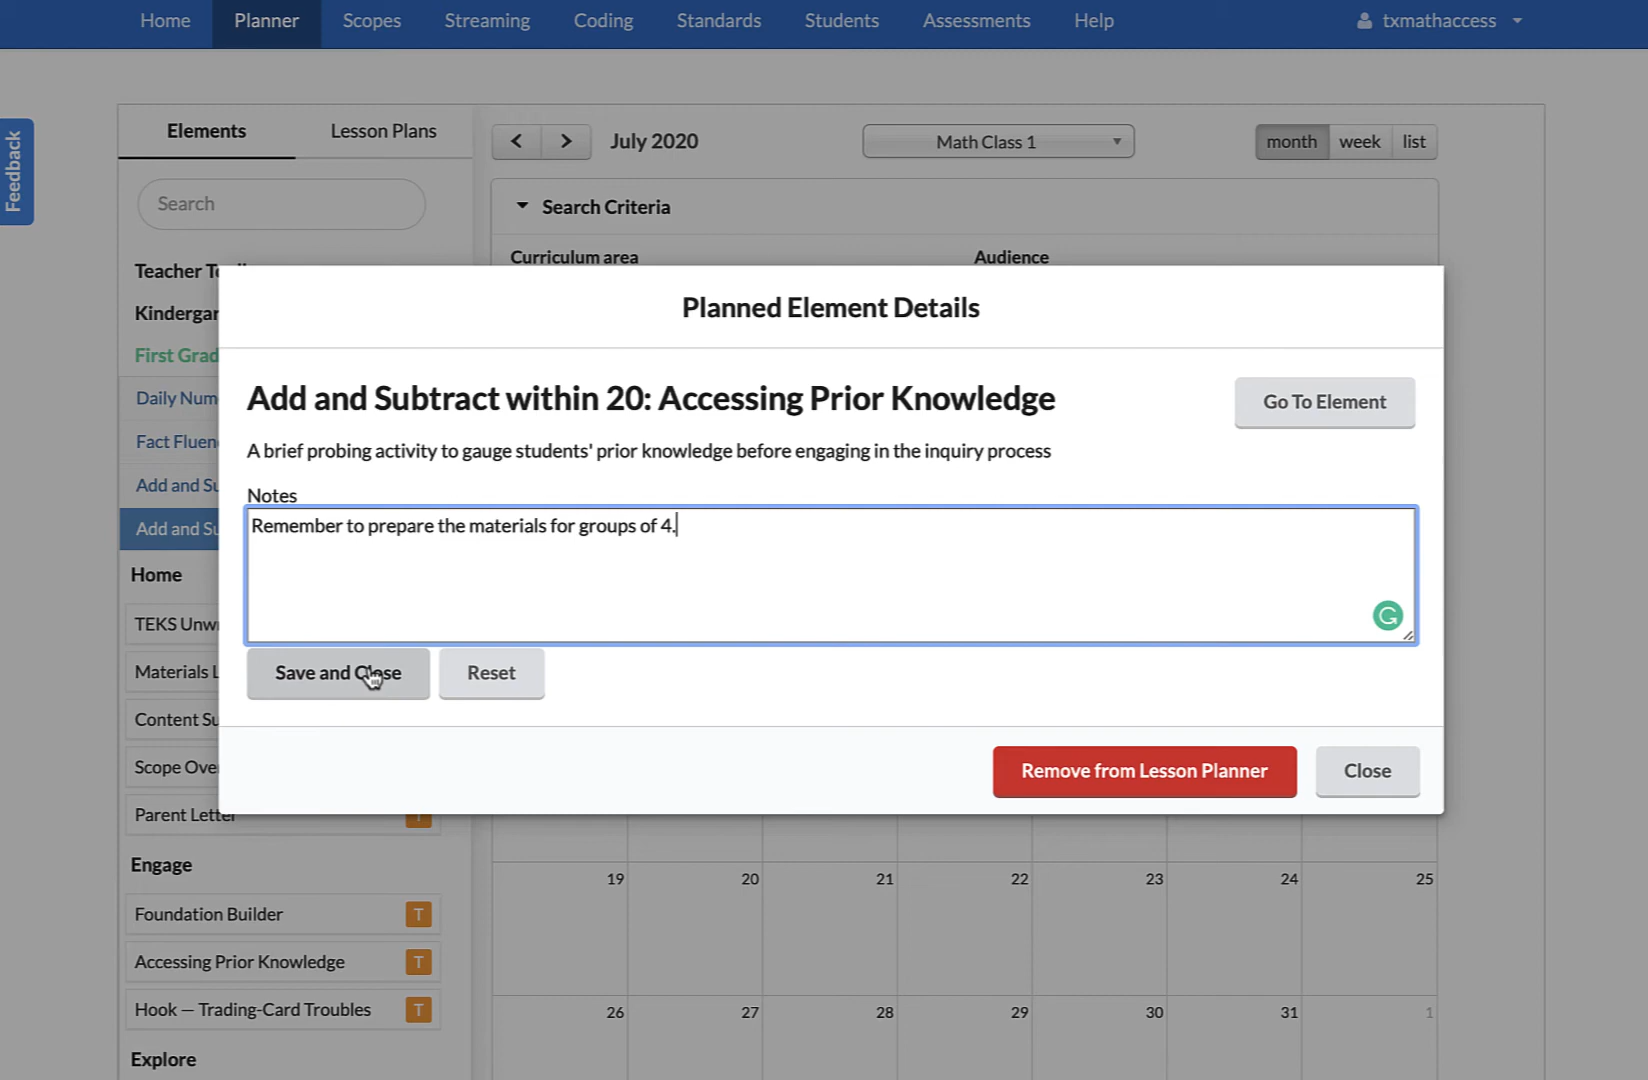 Home Planner Scopes Streaming Coding Standards Students Assessments Help txmathaccess
Feedback
Elements Lesson Plans
July 2020 Math Class 1 month week list
Search
Search Criteria
Curriculum area Audience
Teacher
Kindergar
First Grad
Daily Num
Fact Fluen
Add and Su
Add and Su
Home
TEKS Unw
Materials L
Content Su
Scope Ove
Parent Letter
Engage
Foundation Builder T
Accessing Prior Knowledge T
Hook – Trading-Card Troubles T
Explore
Planned Element Details
Add and Subtract within 20: Accessing Prior Knowledge
Go To Element
A brief probing activity to gauge students' prior knowledge before engaging in the inquiry process
Notes
Remember to prepare the materials for groups of 4.
Save and Close Reset
Remove from Lesson Planner Close
19 20 21 22 23 24 25
26 27 28 29 30 31 1